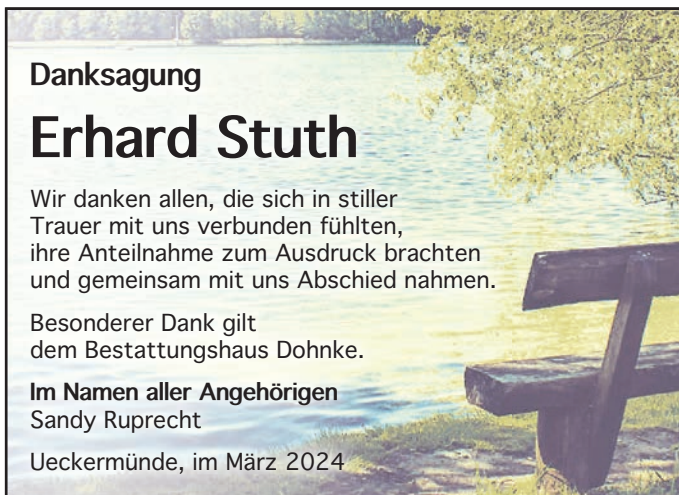 Danksagung
Erhard Stuth
Wir danken allen, die sich in stiller
Trauer mit uns verbunden fühlten,
ihre Anteilnahme zum Ausdruck brachten
und gemeinsam mit uns Abschied nahmen.
Besonderer Dank gilt
dem Bestattungshaus Dohnke.
Im Namen aller Angehörigen
Sandy Ruprecht
Ueckermünde, im März 2024